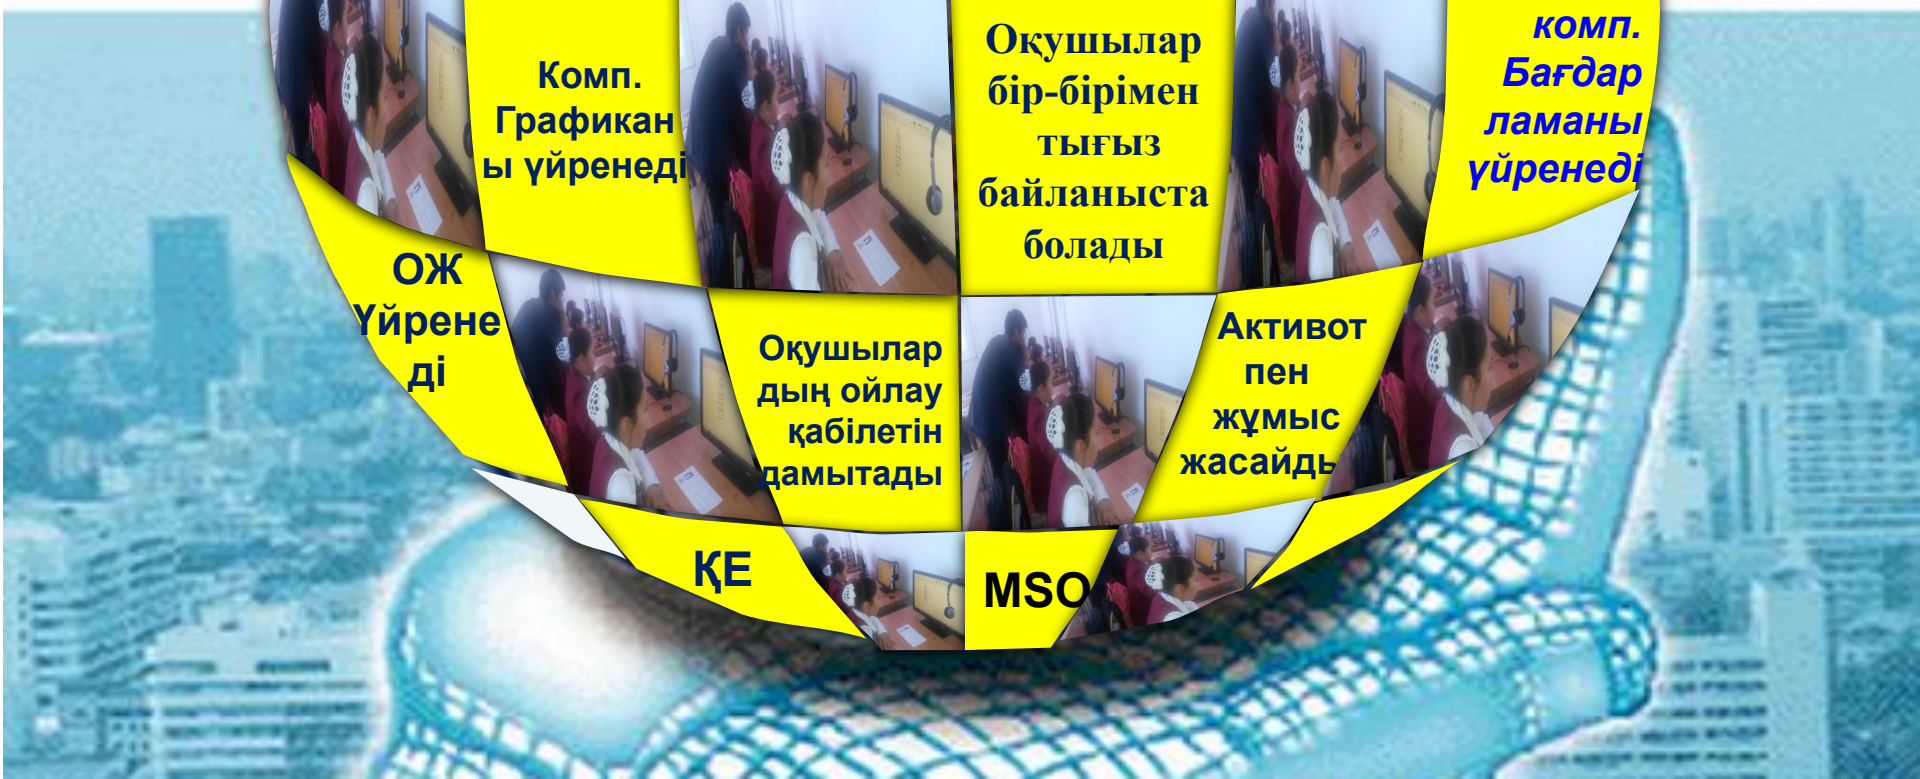 Комп.
Графикан
ы үйренеді
Оқушылар
бір-бірімен
тығыз
байланыста
болады
комп.
Бағдар
ламаны
үйренеді
ОЖ
Үйрене
ді
Оқушылар
дың ойлау
қабілетін
дамытады
Активот
пен
жұмыс
жасайды
ҚЕ
MSO